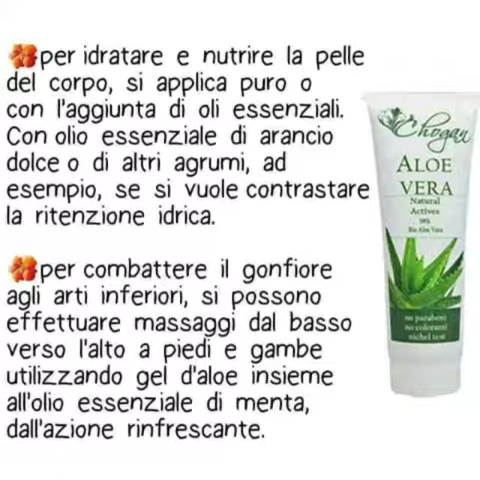 per idratare e nutrire la pelle
del corpo, si applica puro o
con l'aggiunta di oli essenziali.
Con olio essenziale di arancio
dolce o di altri agrumi, ad
esempio, se si vuole contrastare
la ritenzione idrica.
per combattere il gonfiore
agli arti inferiori, si possono
effettuare massaggi dal basso
verso l'alto a piedi e gambe
utilizzando gel d'aloe insieme
all'olio essenziale di menta,
dall'azione rinfrescante.
Chogan
ALOE
VERA
Natural
Actives
Bio Aloe Vera
no parabeni
no coloranti
nichel test